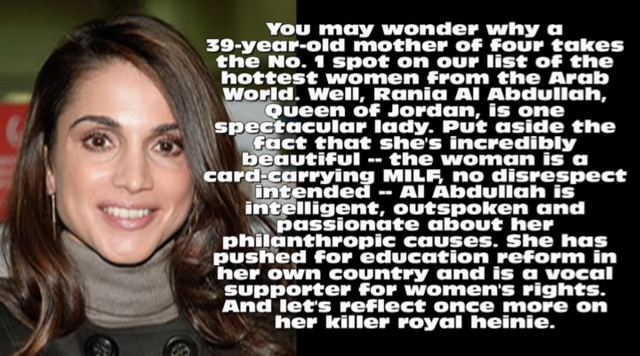 You may wonder why a
39-year-old mother of four takes
the No. 1 spot on our list of the
hottest women from the Arab
World. Well, Rania Al Abdullah,
Queen of Jordan, is one
spectacular lady. Put aside the
fact that she's incredibly
beautiful -- the woman is a
card-carrying MILF, no disrespect
intended -- Al Abdullah is
intelligent, outspoken and
passionate about her
philanthropic causes. She has
pushed for education reform in
her own country and is a vocal
supporter for women's rights.
And let's reflect once more on
her killer royal heinie.